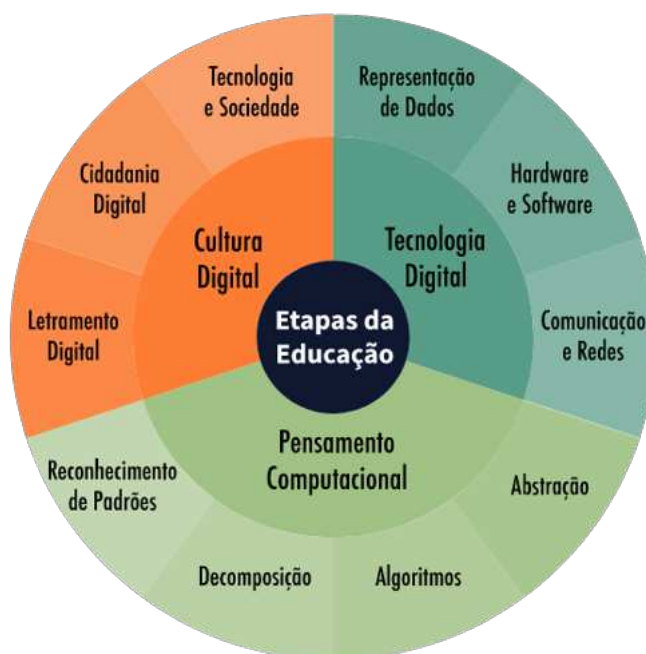 Tecnologia
e Sociedade
Representação
de Dados
Cidadania
Digital
Hardware
e Software
Cultura
Digital
Tecnologia
Digital
Letramento
Digital
Etapas da
Educação
Comunicação
e Redes
Pensamento
Computacional
Reconhecimento
de Padrões
Abstração
Decomposição
Algoritmos